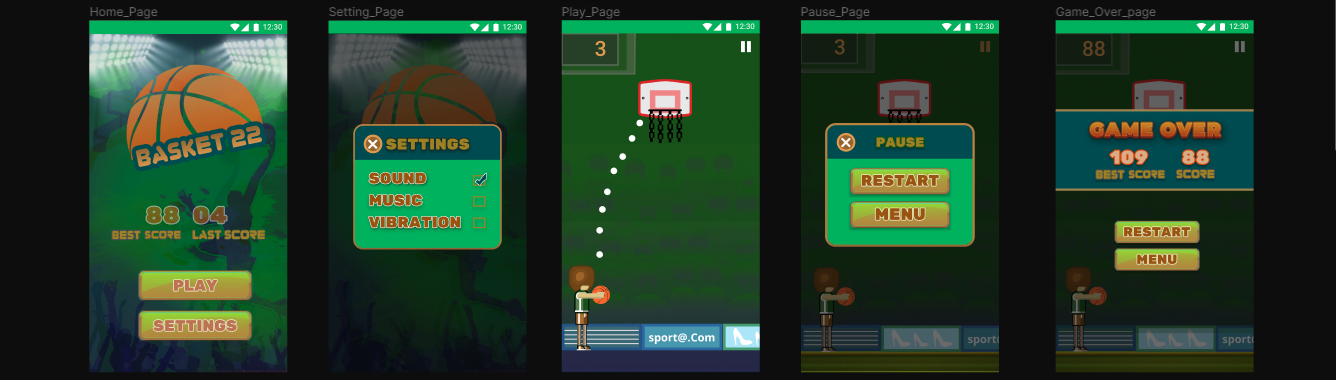 Home_Page
12:30
BASKET 22
88 04
BEST SCORE LAST SCORE
PLAY
SETTINGS
Setting_Page
12:30
SETTINGS
SOUND
MUSIC
VIBRATION
Play_Page
12:30
3
sport@.Com
Pause_Page
12:30
3
PAUSE
RESTART
MENU
sport
Game_Over_page
12:30
88
GAME OVER
109 88
BEST SCORE SCORE
RESTART
MENU
sport